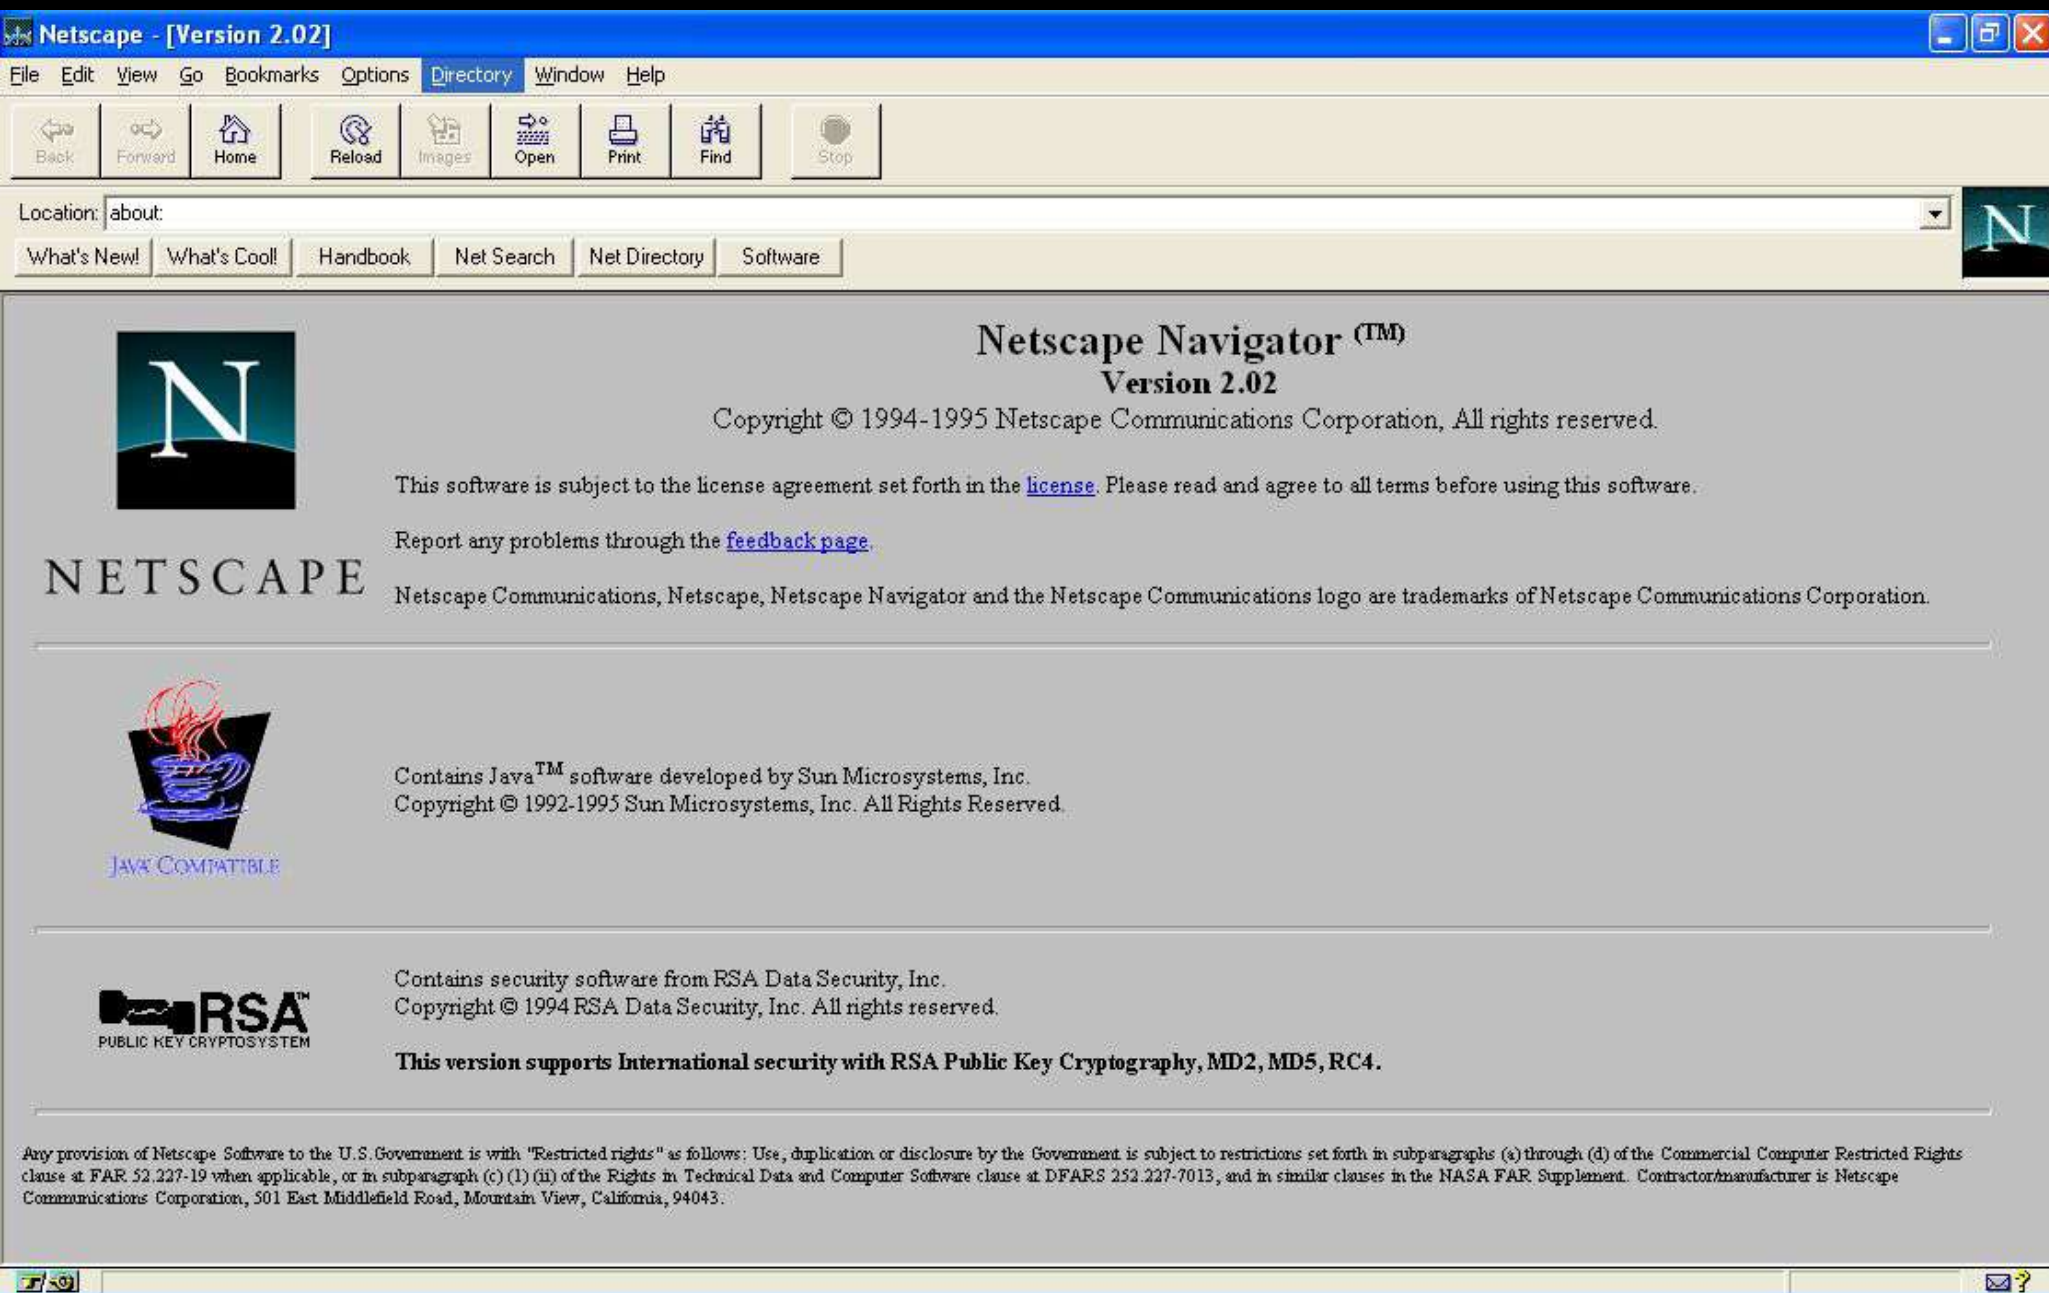 Netscape - [Version 2.02]
File Edit View Go Bookmarks Options Directory Window Help
Back Forward Home Reload Images Open Print Find Stop
Location: about:
N
What's New! What's Cool! Handbook Net Search Net Directory Software
N
NETSCAPE
Netscape Navigator (TM)
Version 2.02
Copyright © 1994-1995 Netscape Communications Corporation, All rights reserved.
This software is subject to the license agreement set forth in the license. Please read and agree to all terms before using this software.
Report any problems through the feedback page.
Netscape Communications, Netscape, Netscape Navigator and the Netscape Communications logo are trademarks of Netscape Communications Corporation.
JAVA COMPATIBLE
Contains Java™ software developed by Sun Microsystems, Inc.
Copyright © 1992-1995 Sun Microsystems, Inc. All Rights Reserved.
RSA™
PUBLIC KEY CRYPTOSYSTEM
Contains security software from RSA Data Security, Inc.
Copyright © 1994 RSA Data Security, Inc. All rights reserved.
This version supports International security with RSA Public Key Cryptography, MD2, MD5, RC4.
Any provision of Netscape Software to the U.S. Government is with "Restricted rights" as follows: Use, duplication or disclosure by the Government is subject to restrictions set forth in subparagraphs (a) through (d) of the Commercial Computer Restricted Rights
clause at FAR 52.227-19 when applicable, or in subparagraph (c) (1) (ii) of the Rights in Technical Data and Computer Software clause at DFARS 252.227-7013, and in similar clauses in the NASA FAR Supplement. Contractor/manufacturer is Netscape
Communications Corporation, 501 East Middlefield Road, Mountain View, California, 94043.
?